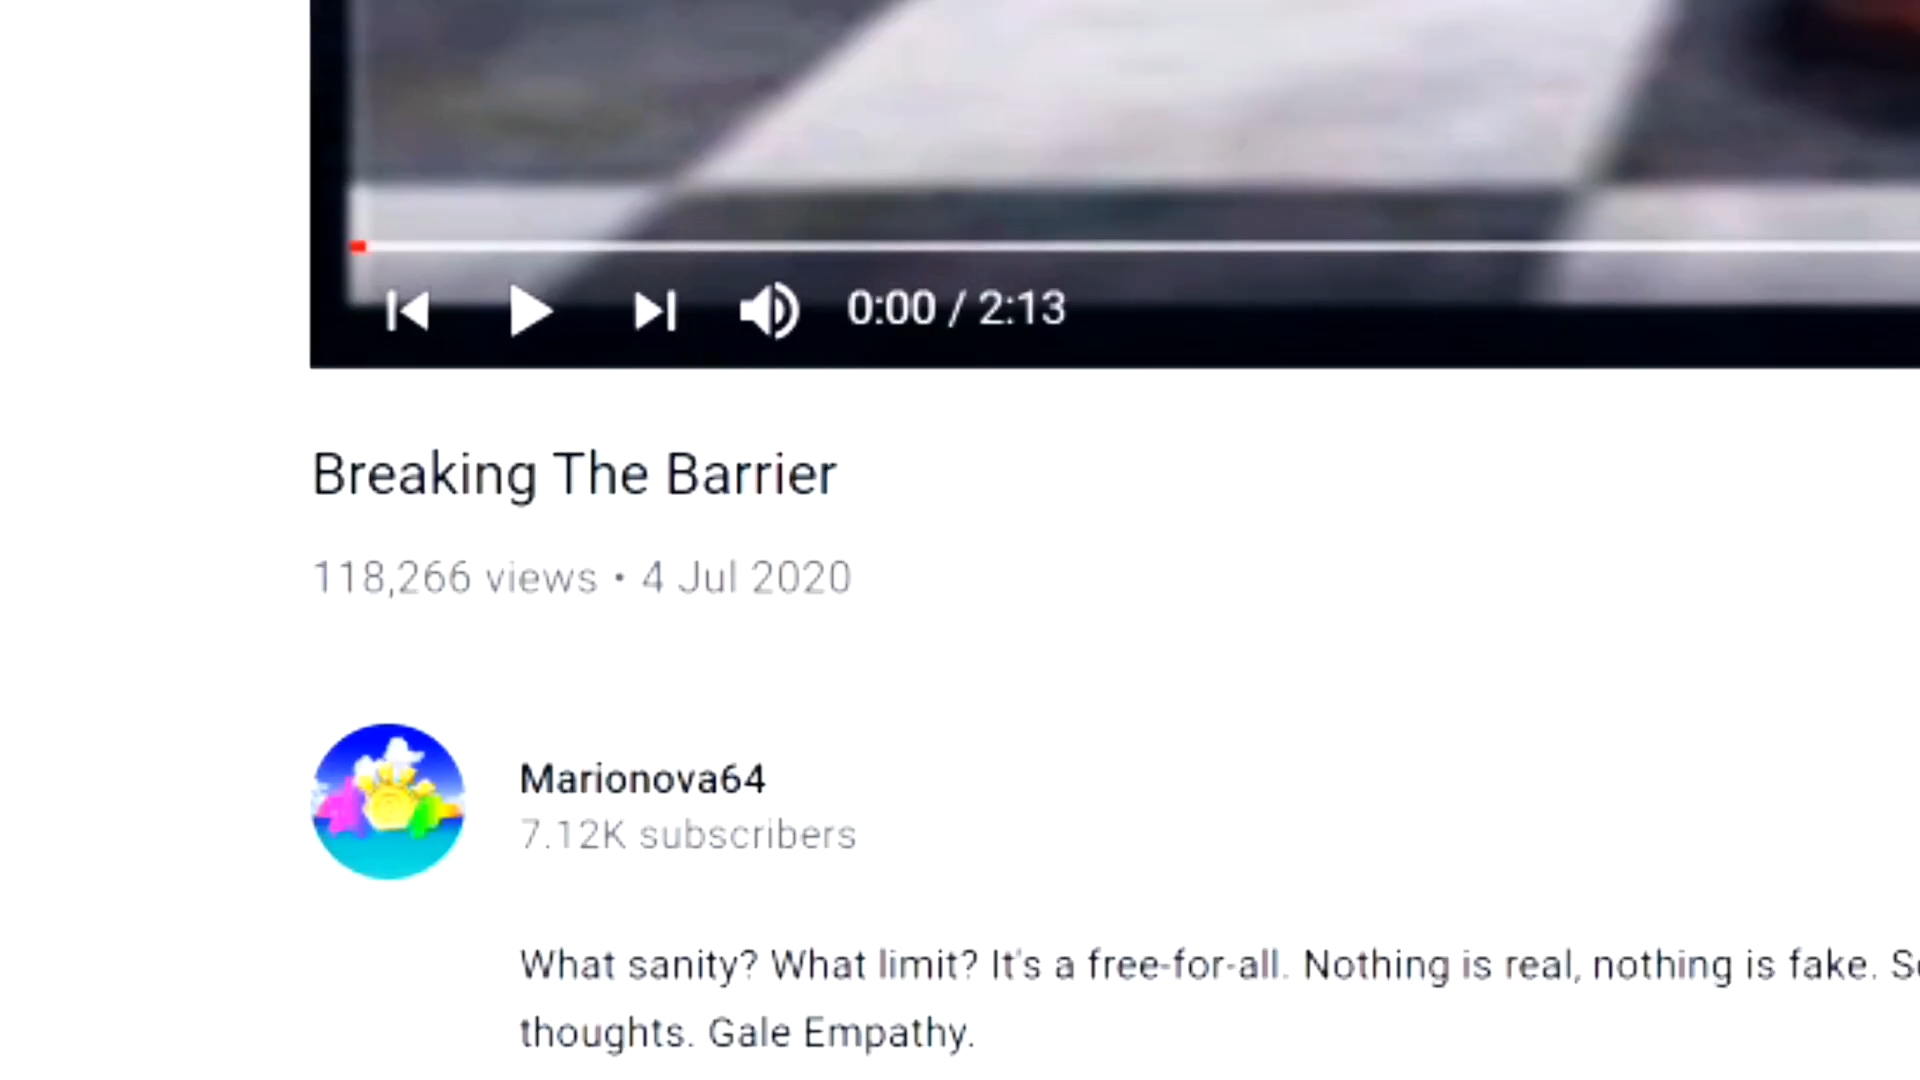 0:00 / 2:13
Breaking The Barrier
118,266 views • 4 Jul 2020
Marionova64
7.12K subscribers
What sanity? What limit? It's a free-for-all. Nothing is real, nothing is fake.
thoughts. Gale Empathy.